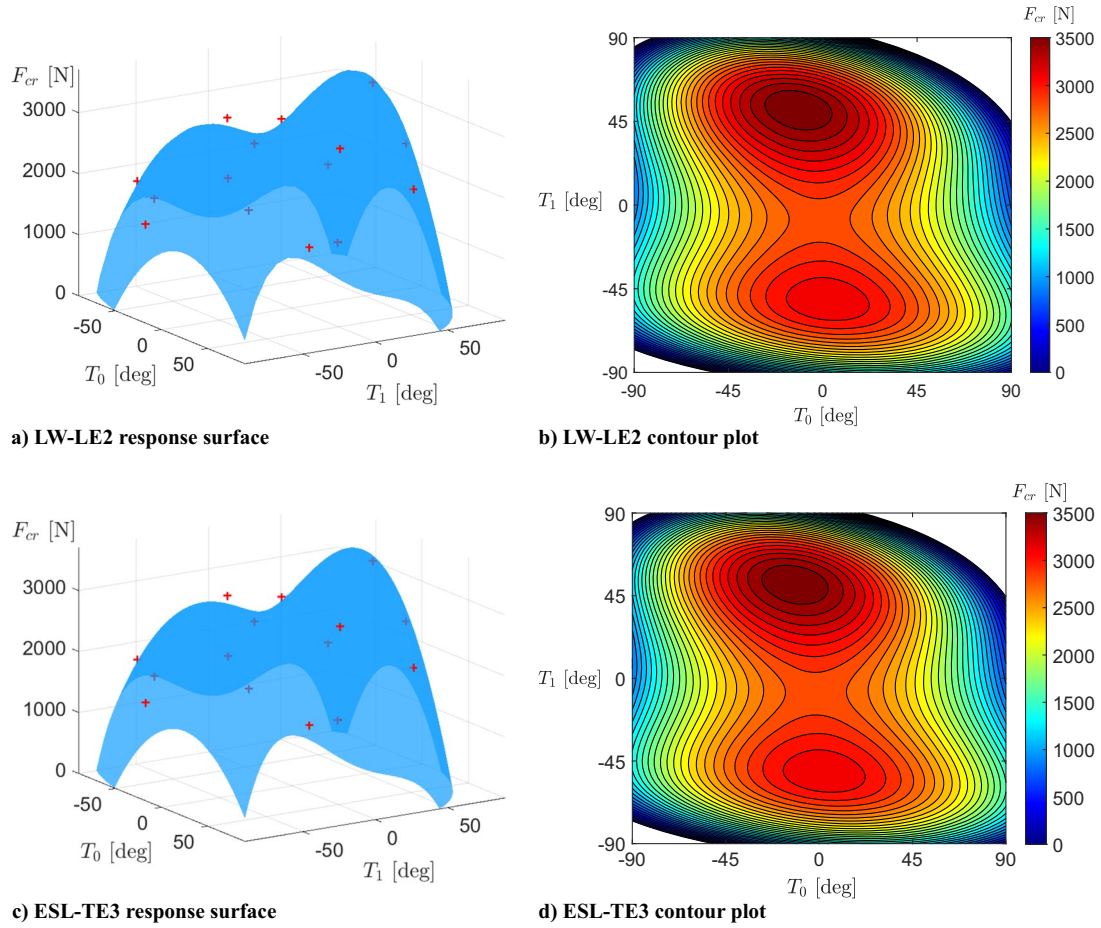 F_cr [N]
3000
2000
1000
0
-50
0
50
T_0 [deg]
-50
0
50
T_1 [deg]
a) LW-LE2 response surface
F_cr [N]
90
45
T_1 [deg] 0
-45
-90
-90 -45 0 45 90
T_0 [deg]
3500
3000
2500
2000
1500
1000
500
0
b) LW-LE2 contour plot
F_cr [N]
3000
2000
1000
0
-50
0
50
T_0 [deg]
-50
0
50
T_1 [deg]
c) ESL-TE3 response surface
F_cr [N]
90
45
T_1 [deg] 0
-45
-90
-90 -45 0 45 90
T_0 [deg]
3500
3000
2500
2000
1500
1000
500
0
d) ESL-TE3 contour plot